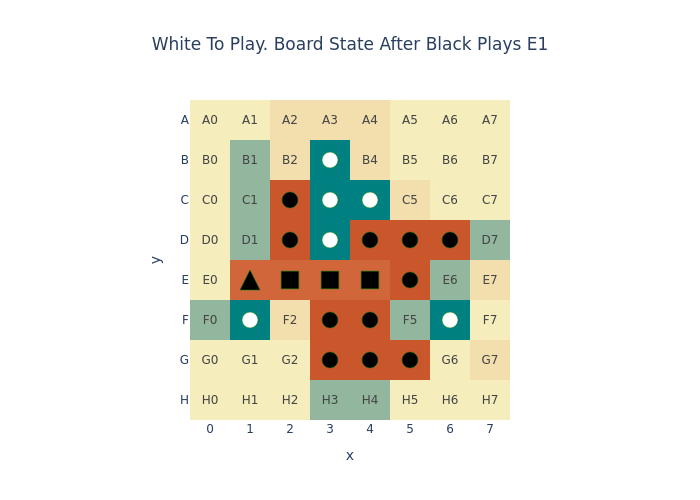 White To Play. Board State After Black Plays E1
A A0 A1 A2 A3 A4 A5 A6 A7
B B0 B1 B2 B4 B5 B6 B7
C C0 C1 C5 C6 C7
D D0 D1 D7
y
E E0 E6 E7
F F0 F2 F5 F7
G G0 G1 G2 G6 G7
H H0 H1 H2 H3 H4 H5 H6 H7
0 1 2 3 4 5 6 7
x